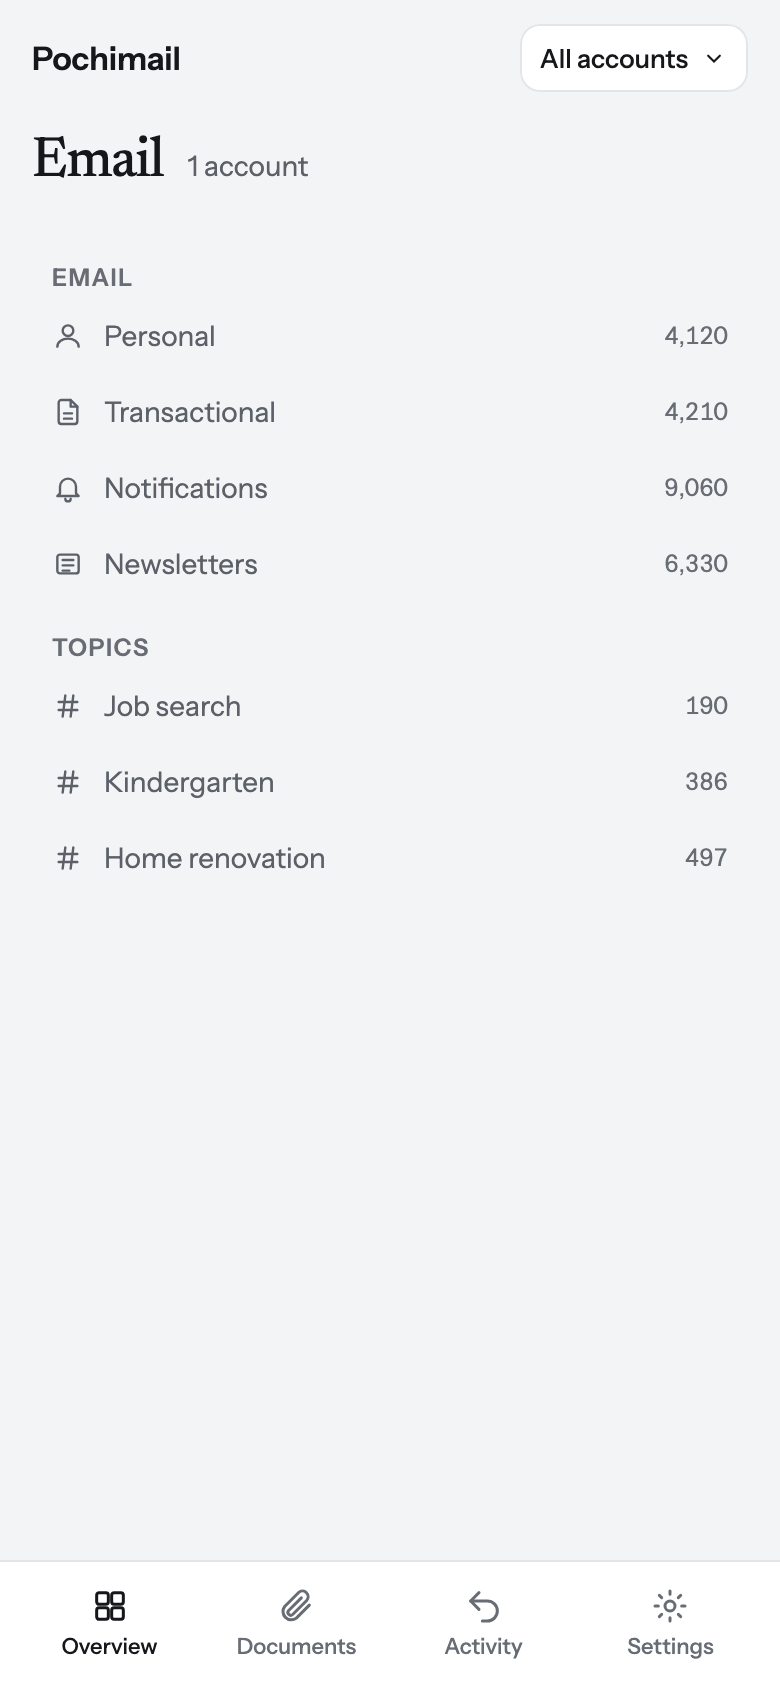 Pochimail
All accounts
Email 1 account
EMAIL
Personal 4,120
Transactional 4,210
Notifications 9,060
Newsletters 6,330
TOPICS
# Job search 190
# Kindergarten 386
# Home renovation 497
Overview Documents Activity Settings